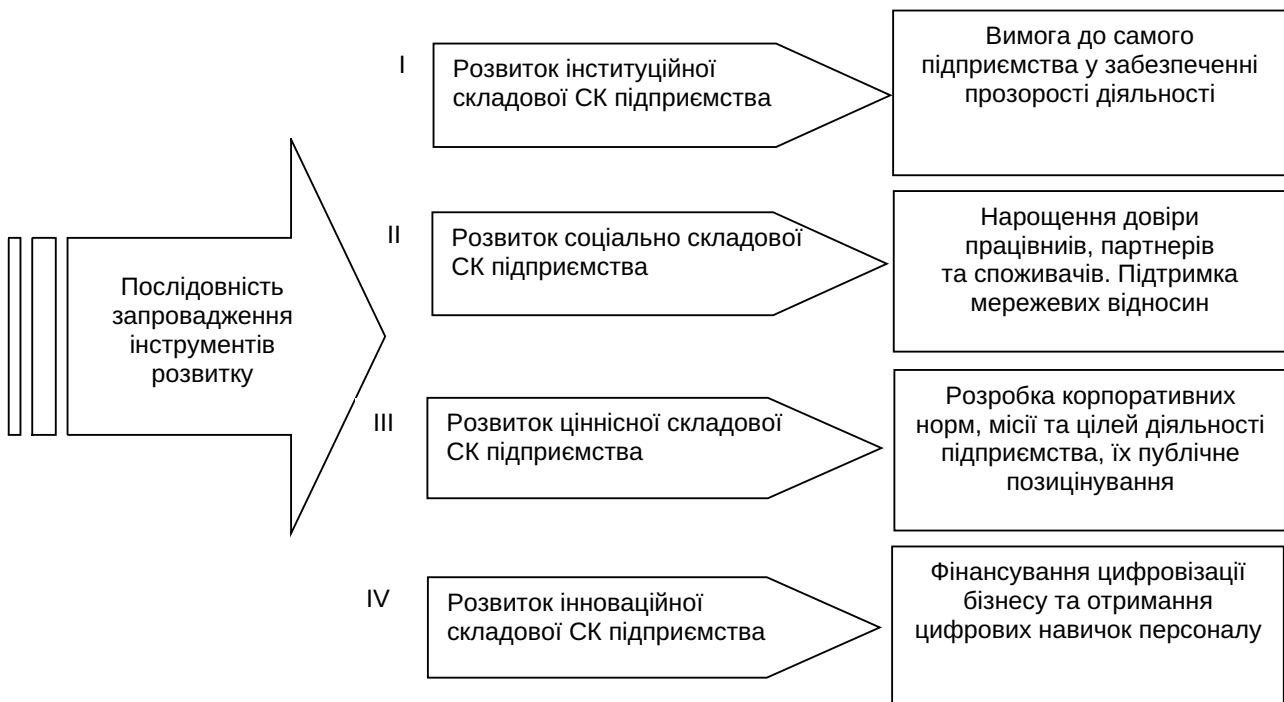 Послідовність
запровадження
інструментів
розвитку
I
Розвиток інституційної
складової СК підприємства
Вимога до самого
підприємства у забезпеченні
прозорості діяльності
II
Розвиток соціально складової
СК підприємства
Нарощення довіри
працівниів, партнерів
та споживачів. Підтримка
мережевих відносин
III
Розвиток ціннісної складової
СК підприємства
Розробка корпоративних
норм, місії та цілей діяльності
підприємства, їх публічне
позицінування
IV
Розвиток інноваційної
складової СК підприємства
Фінансування цифровізації
бізнесу та отримання
цифрових навичок персоналу